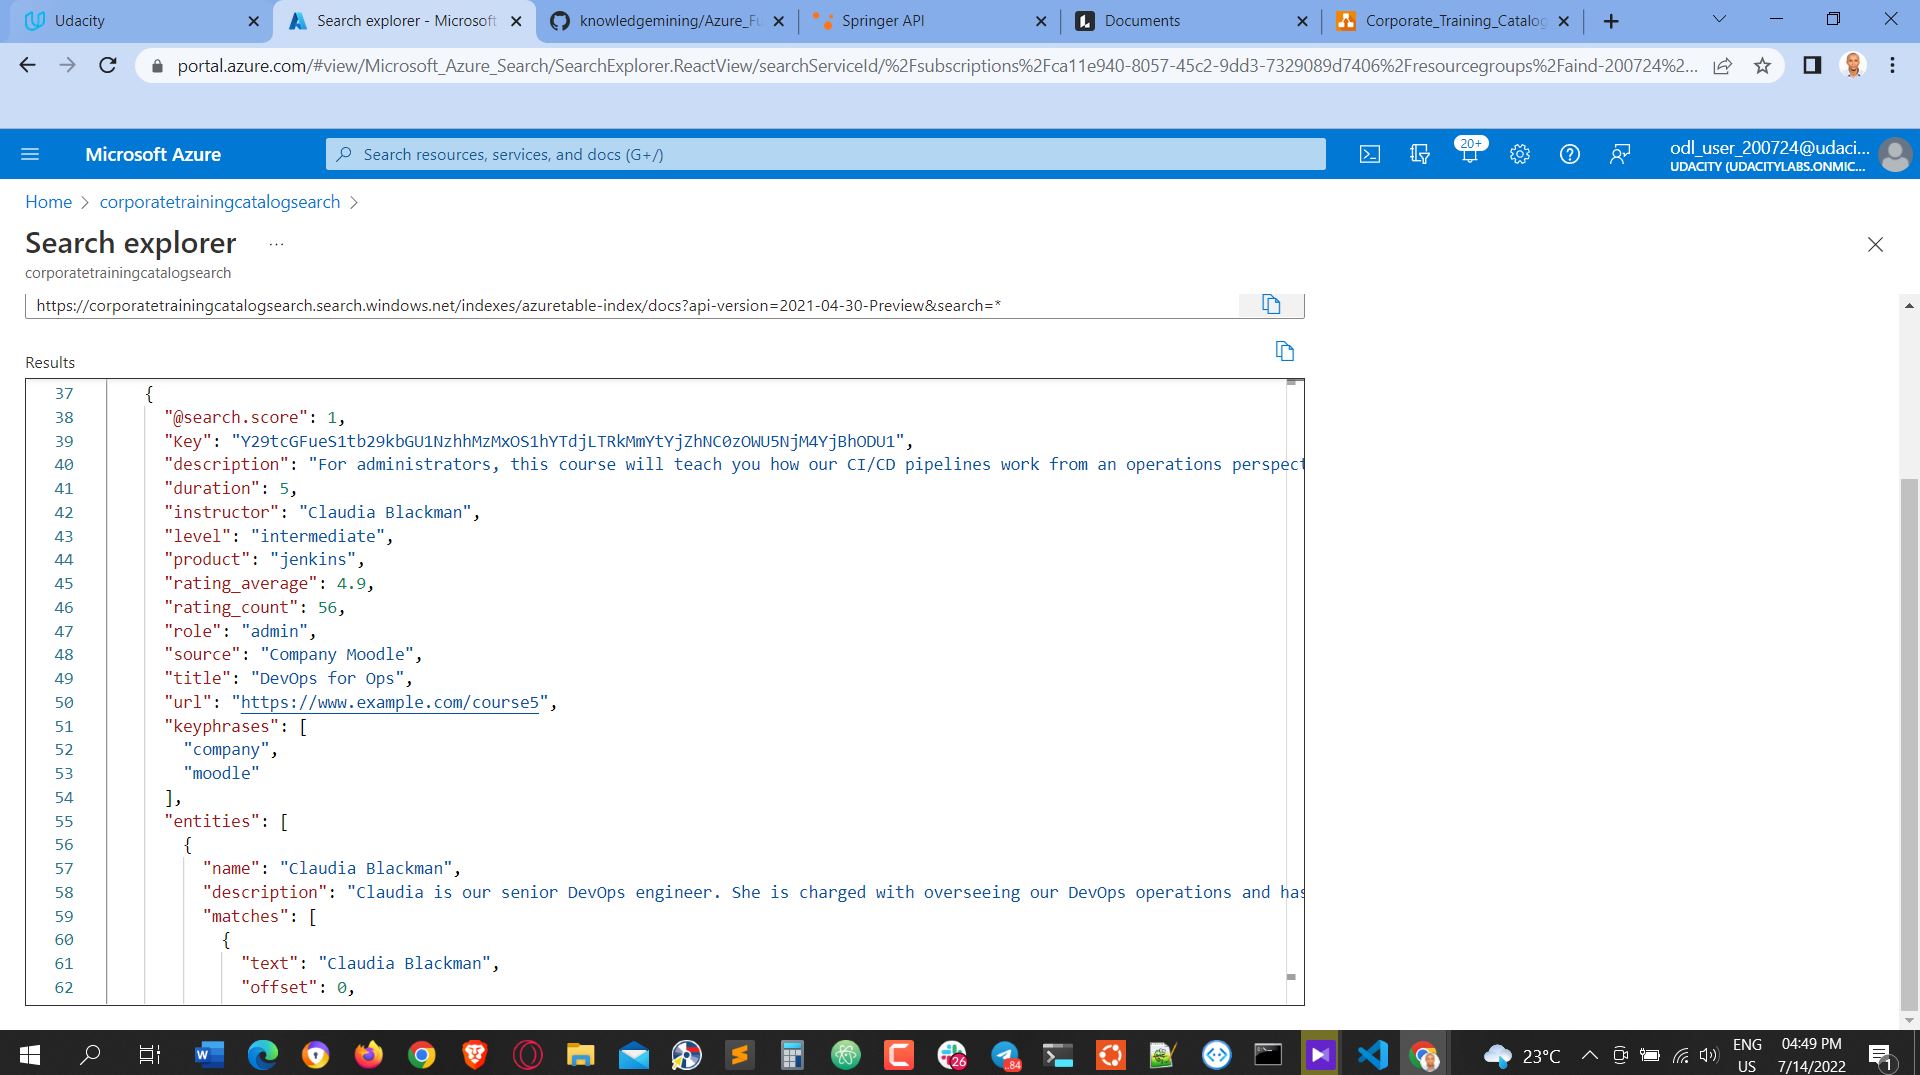 Udacity
Search explorer - Microsoft
knowledgemining/Azure_Fu
Springer API
Documents
Corporate_Training_Catalog
portal.azure.com/#view/Microsoft_Azure_Search/SearchExplorer.ReactView/searchServiceId/%2Fsubscriptions%2Fca11e940-8057-45c2-9dd3-7329089d7406%2Fresourcegroups%2Faind-200724%2...
Microsoft Azure
Search resources, services, and docs (G+/)
20+
odl_user_200724@udaci...
UDACITY (UDACITYLABS.ONMIC...
Home > corporatetrainingcatalogsearch >
Search explorer ...
corporatetrainingcatalogsearch
https://corporatetrainingcatalogsearch.search.windows.net/indexes/azuretable-index/docs?api-version=2021-04-30-Preview&search=*
Results
37 {
38 "@search.score": 1,
39 "Key": "Y29tcGFueS1tb29kbGU1NzhhMzMxOS1hYTdjLTRkMmYtYjZhNC0zOWU5NjM4YjBhODU1",
40 "description": "For administrators, this course will teach you how our CI/CD pipelines work from an operations perspect
41 "duration": 5,
42 "instructor": "Claudia Blackman",
43 "level": "intermediate",
44 "product": "jenkins",
45 "rating_average": 4.9,
46 "rating_count": 56,
47 "role": "admin",
48 "source": "Company Moodle",
49 "title": "DevOps for Ops",
50 "url": "https://www.example.com/course5",
51 "keyphrases": [
52 "company",
53 "moodle"
54 ],
55 "entities": [
56 {
57 "name": "Claudia Blackman",
58 "description": "Claudia is our senior DevOps engineer. She is charged with overseeing our DevOps operations and has
59 "matches": [
60 {
61 "text": "Claudia Blackman",
62 "offset": 0,
26
84
23°C
ENG
US
04:49 PM
7/14/2022
1